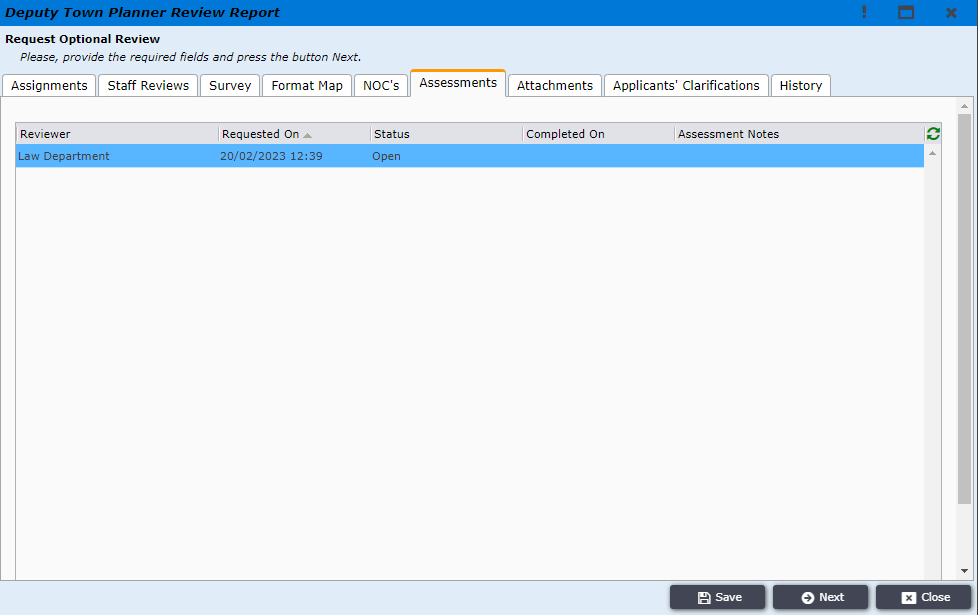 Deputy Town Planner Review Report
Request Optional Review
Please, provide the required fields and press the button Next.
Assignments Staff Reviews Survey Format Map NOC's Assessments Attachments Applicants' Clarifications History
Reviewer Requested On Status Completed On Assessment Notes
Law Department 20/02/2023 12:39 Open
Save Next Close